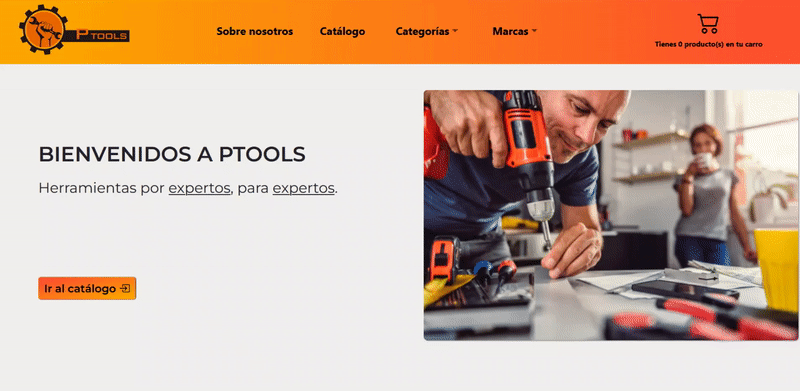 PTOOLS
Sobre nosotros
Catálogo
Categorías
Marcas
Tienes 0 producto(s) en tu carro
BIENVENIDOS A PTOOLS
Herramientas por expertos, para expertos.
Ir al catálogo